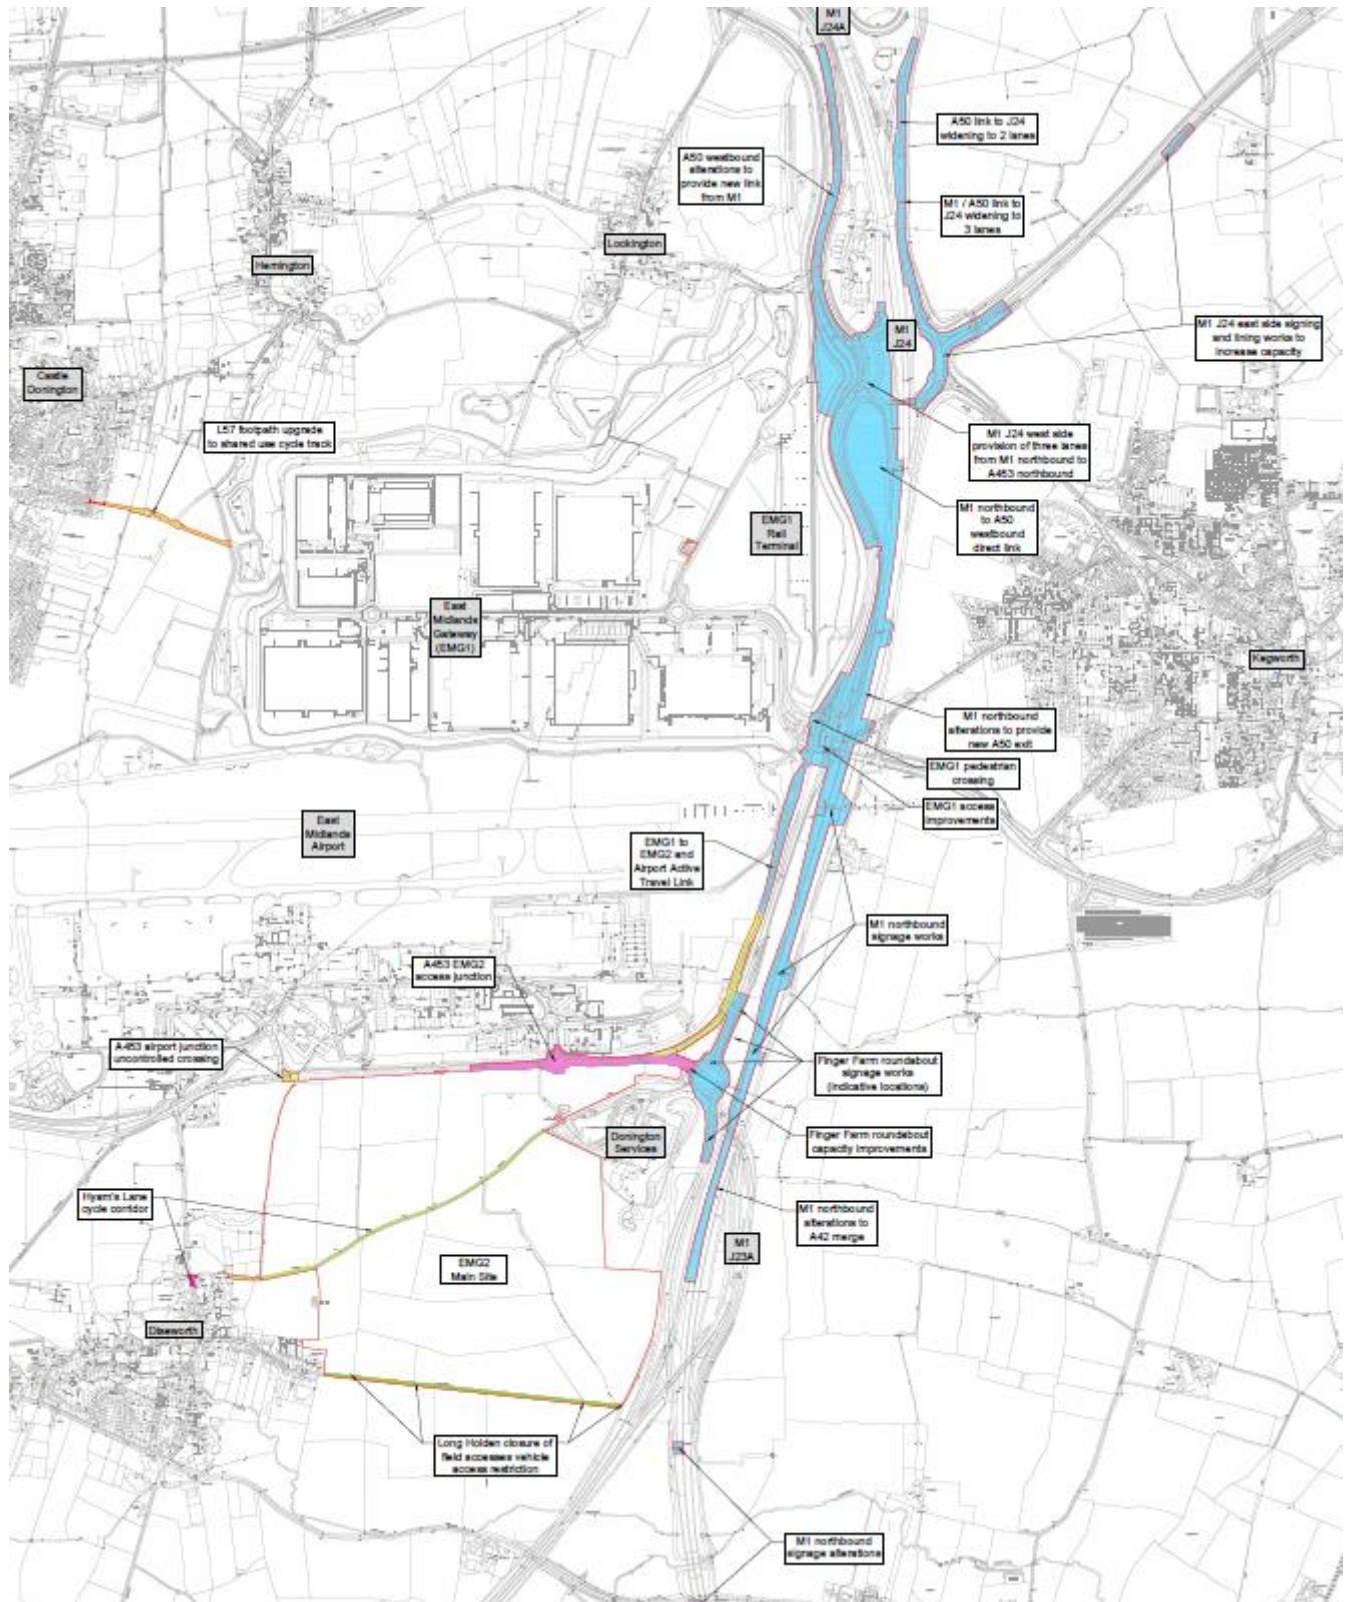 M1
J24A
A50 link to J24
widening to 2 lanes
A50 westbound
alterations to
provide new link
from M1
M1 / A50 link to
J24 widening to
3 lanes
Lockington
Hemington
M1
J24
M1 J24 east side signing
and lining works to
increase capacity
Castle
Donington
L57 footpath upgrade
to shared use cycle track
M1 J24 west side
provision of three lanes
from M1 northbound to
A453 northbound
M1 northbound
to A50
westbound
direct link
EMG1
Rail
Terminal
East
Midlands
Gateway
(EMG1)
Kegworth
M1 northbound
alterations to provide
new A50 exit
EMG1 pedestrian
crossing
EMG1 access
improvements
East
Midlands
Airport
EMG1 to
EMG2 and
Airport Active
Travel Link
M1 northbound
signage works
A453 EMG2
access junction
A453 airport junction
uncontrolled crossing
Finger Farm roundabout
signage works
(indicative locations)
Donington
Services
Finger Farm roundabout
capacity improvements
Hyam's Lane
cycle corridor
M1 northbound
alterations to
A42 merge
M1
J23A
EMG2
Main Site
Diseworth
Long Holden closure of
field accesses vehicle
access restriction
M1 northbound
signage alterations